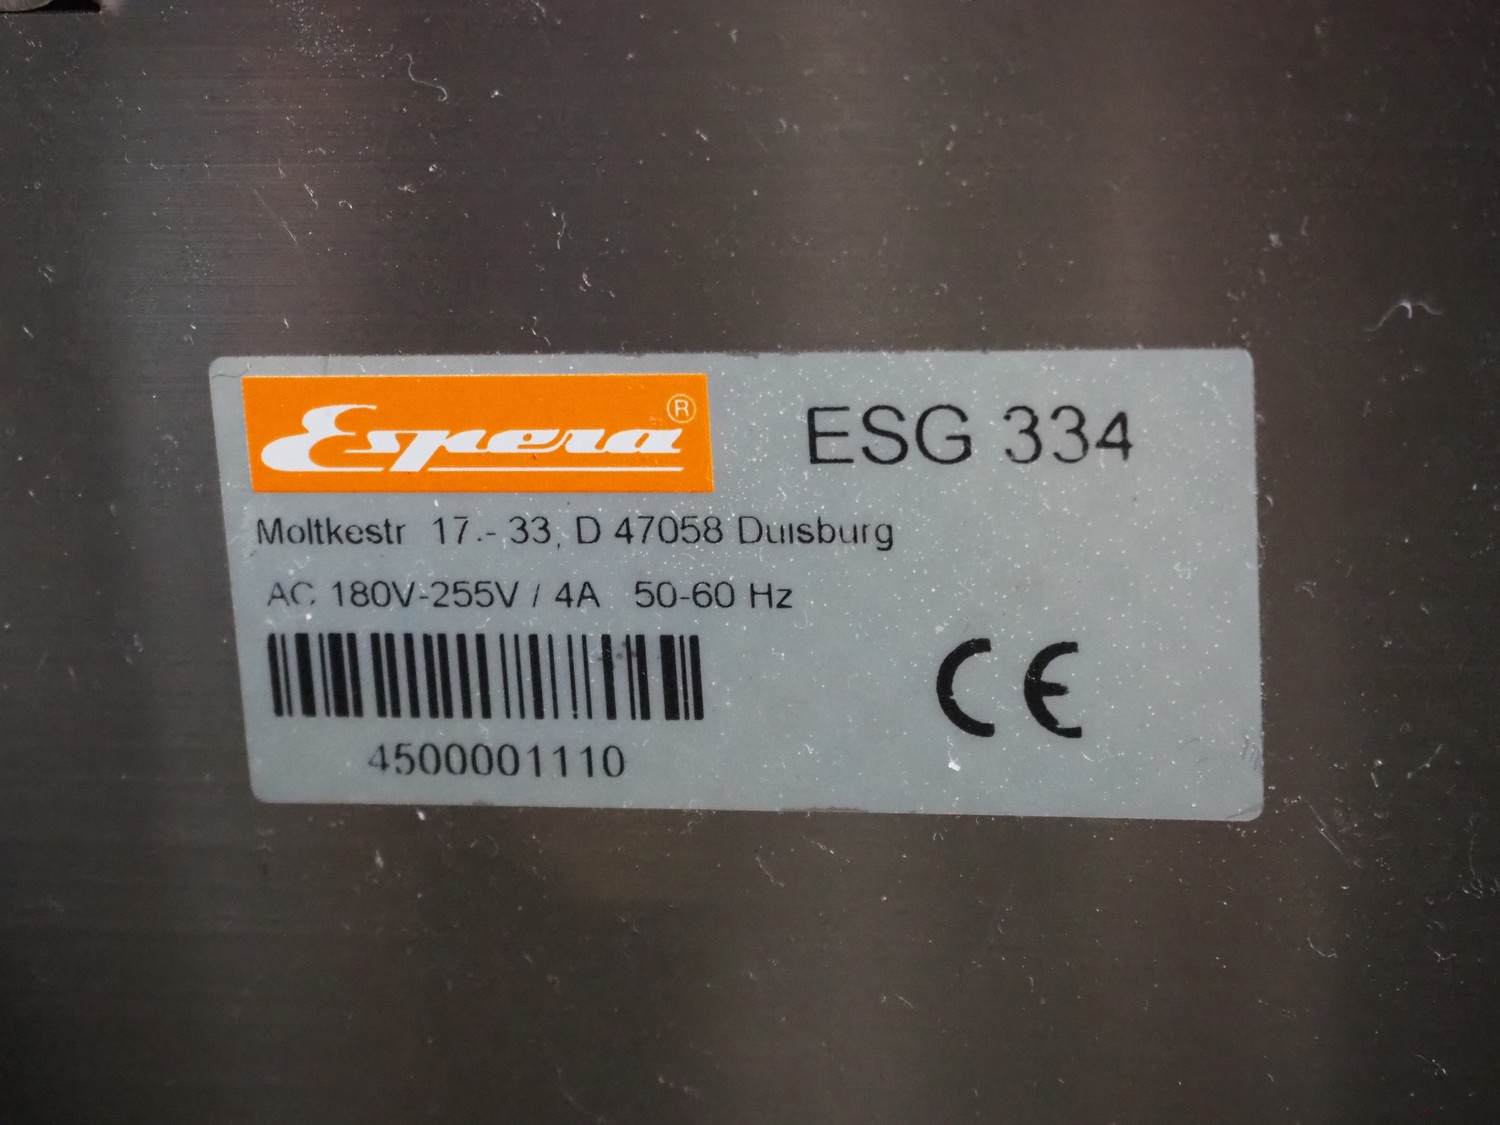 Espera®
ESG 334
Moltkestr 17.- 33, D 47058 Duisburg
AC 180V-255V / 4A 50-60 Hz
CE
4500001110